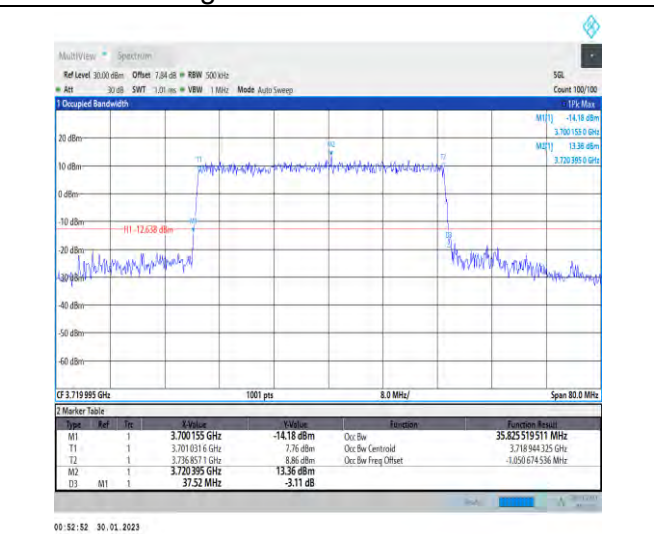 MultiView Spectrum
Ref Level 30.00 dBm Offset 7.84 dB RBW 500 kHz SGL
Att 30 dB SWT 1.01 ms VBW 1 MHz Mode Auto Sweep Count 100/100
1 Occupied Bandwidth 1Pk Max
M1[1] -14.18 dBm
3.700 155 0 GHz
M2[1] 13.36 dBm
3.720 395 0 GHz
20 dBm
M2
T1 T2
10 dBm
0 dBm
-10 dBm
H1 -12.638 dBm
D3
-20 dBm
-30 dBm
-40 dBm
-50 dBm
-60 dBm
CF 3.719 995 GHz 1001 pts 8.0 MHz/ Span 80.0 MHz
2 Marker Table
Type Ref Trc X-Value Y-Value Function Function Result
M1 1 3.700155 GHz -14.18 dBm Occ Bw 35.825 519 511 MHz
T1 1 3.701 031 6 GHz 7.76 dBm Occ Bw Centroid 3.718 944 325 GHz
T2 1 3.736 857 1 GHz 8.86 dBm Occ Bw Freq Offset -1.050 674 536 MHz
M2 1 3.720395 GHz 13.36 dBm
D3 M1 1 37.52 MHz -3.11 dB
00:52:52 30.01.2023